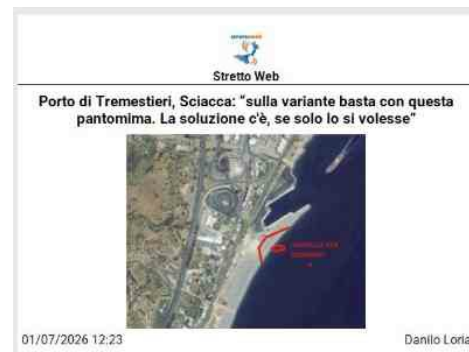 Stretto Web
Porto di Tremestieri, Sciacca: “sulla variante basta con questa
pantomima. La soluzione c'è, se solo lo si volesse”
01/07/2026 12:23
Danilo Loria